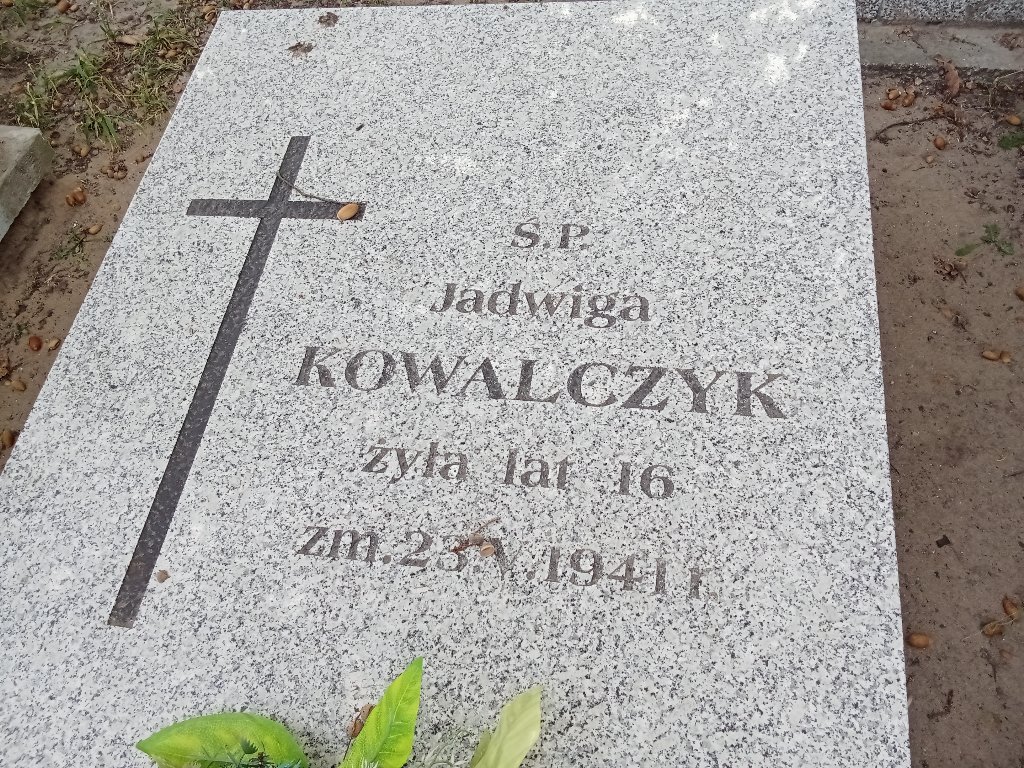 Ś.P.
Jadwiga
KOWALCZYK
żyła lat 16
zm.23.V.1941 r.